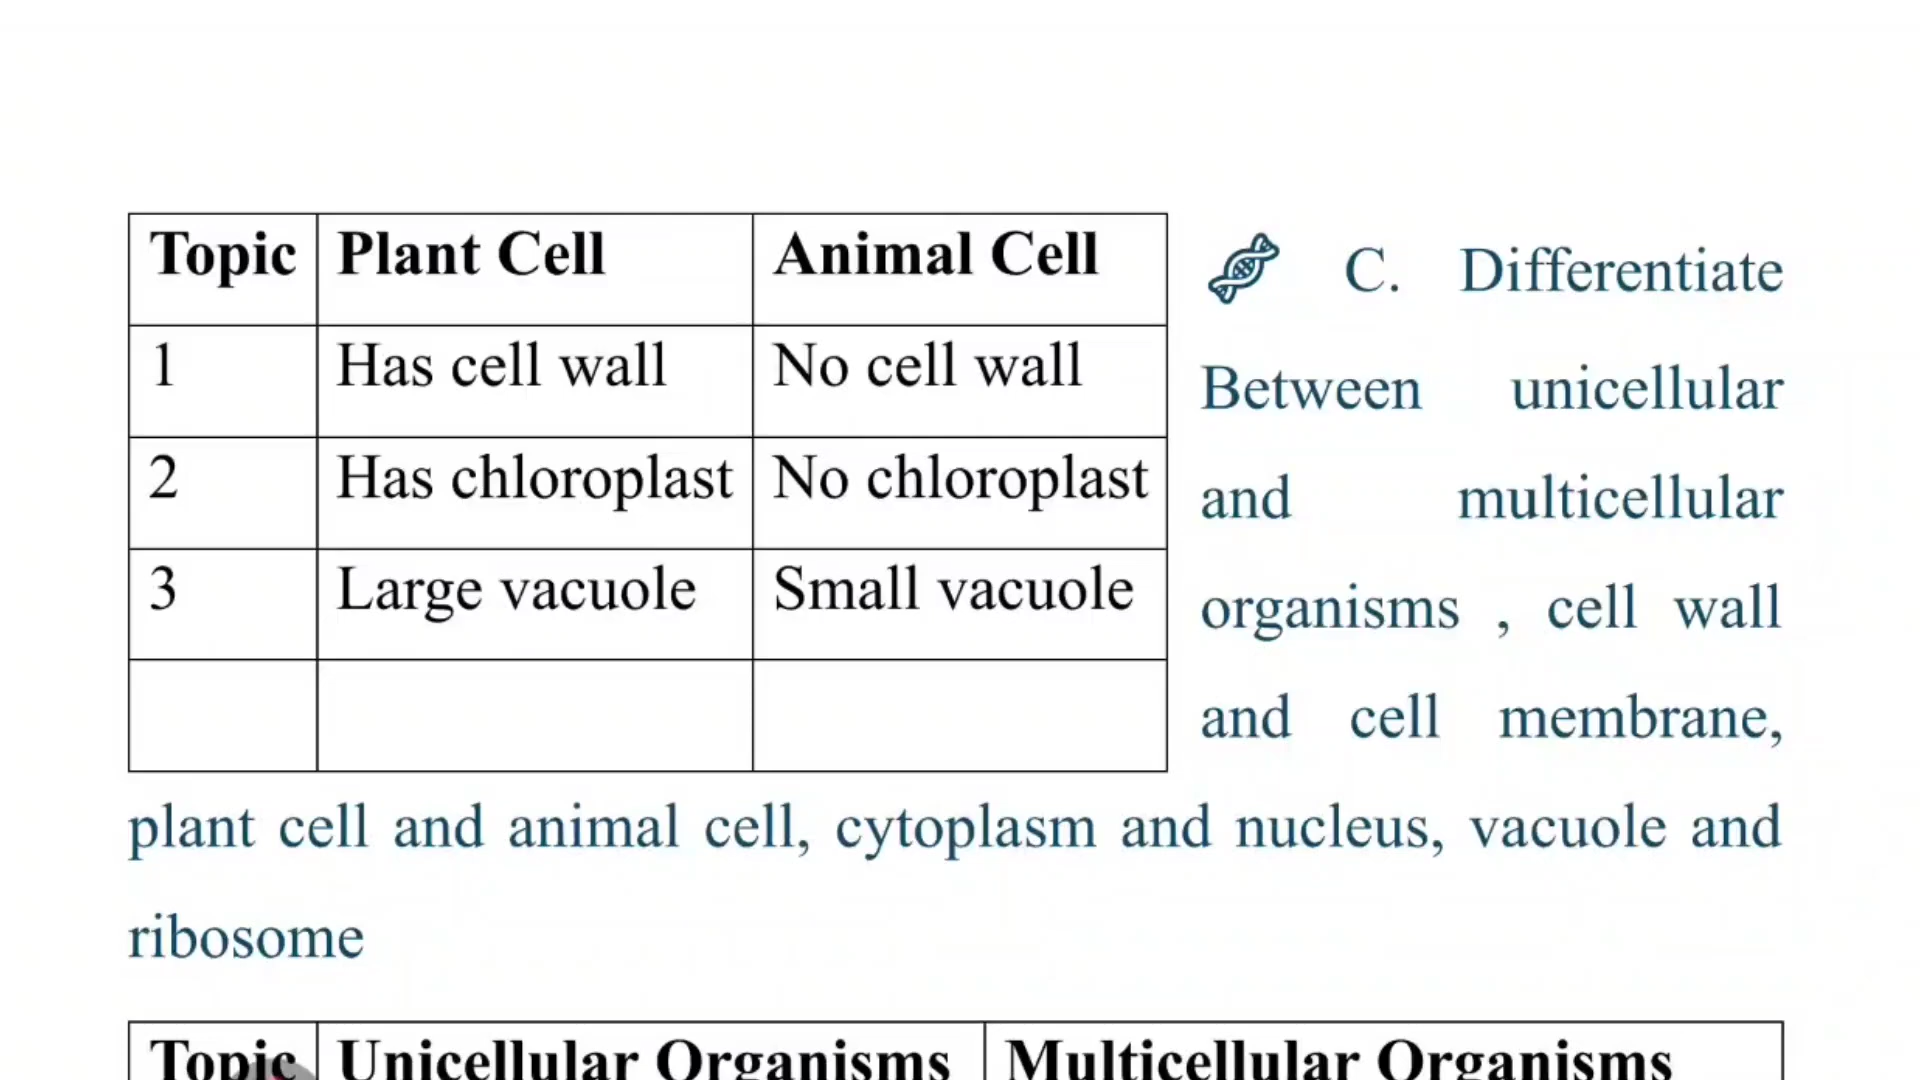 Topic Plant Cell Animal Cell
1 Has cell wall No cell wall
2 Has chloroplast No chloroplast
3 Large vacuole Small vacuole
C. Differentiate
Between unicellular
and multicellular
organisms , cell wall
and cell membrane,
plant cell and animal cell, cytoplasm and nucleus, vacuole and
ribosome
Topic Unicellular Organisms Multicellular Organisms